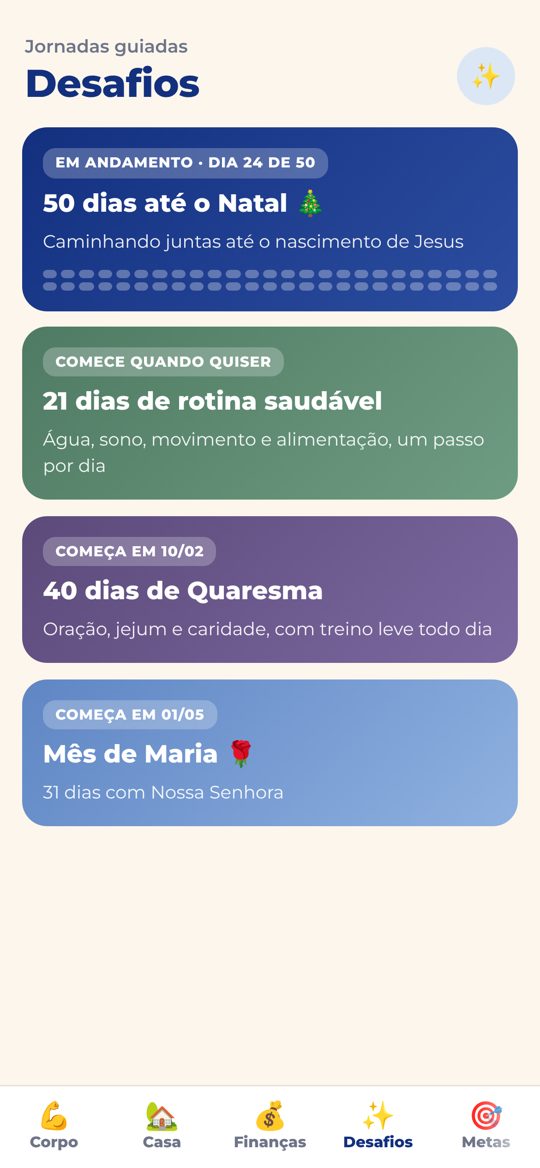 Jornadas guiadas
Desafios
EM ANDAMENTO · DIA 24 DE 50
50 dias até o Natal 🎄
Caminhando juntas até o nascimento de Jesus
COMECE QUANDO QUISER
21 dias de rotina saudável
Água, sono, movimento e alimentação, um passo
por dia
COMEÇA EM 10/02
40 dias de Quaresma
Oração, jejum e caridade, com treino leve todo dia
COMEÇA EM 01/05
Mês de Maria 🌹
31 dias com Nossa Senhora
Corpo
Casa
Finanças
Desafios
Metas